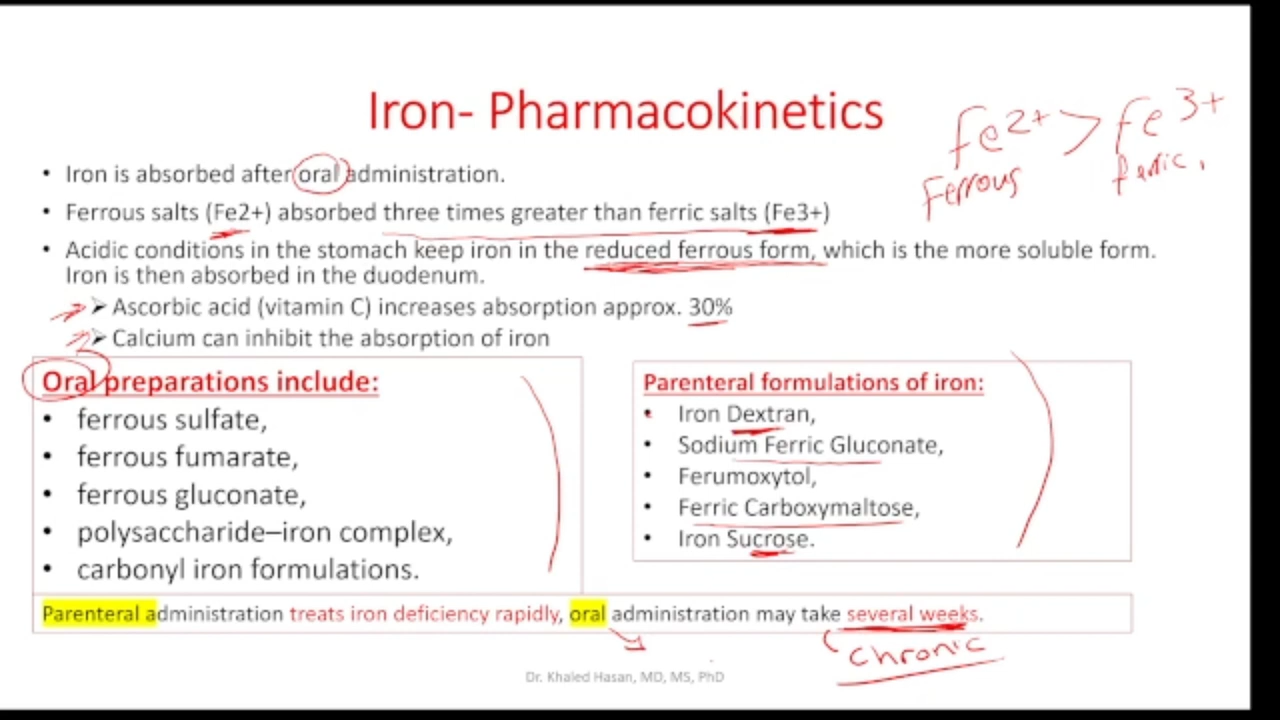 Iron- Pharmacokinetics
Fe2+ > Fe3+
Ferrous ferric
• Iron is absorbed after oral administration.
• Ferrous salts (Fe2+) absorbed three times greater than ferric salts (Fe3+)
• Acidic conditions in the stomach keep iron in the reduced ferrous form, which is the more soluble form.
Iron is then absorbed in the duodenum.
➢ Ascorbic acid (vitamin C) increases absorption approx. 30%
➢ Calcium can inhibit the absorption of iron
Oral preparations include:
• ferrous sulfate,
• ferrous fumarate,
• ferrous gluconate,
• polysaccharide–iron complex,
• carbonyl iron formulations.
Parenteral formulations of iron:
• Iron Dextran,
• Sodium Ferric Gluconate,
• Ferumoxytol,
• Ferric Carboxymaltose,
• Iron Sucrose.
Parenteral administration treats iron deficiency rapidly, oral administration may take several weeks.
chronic
Dr. Khaled Hasan, MD, MS, PhD